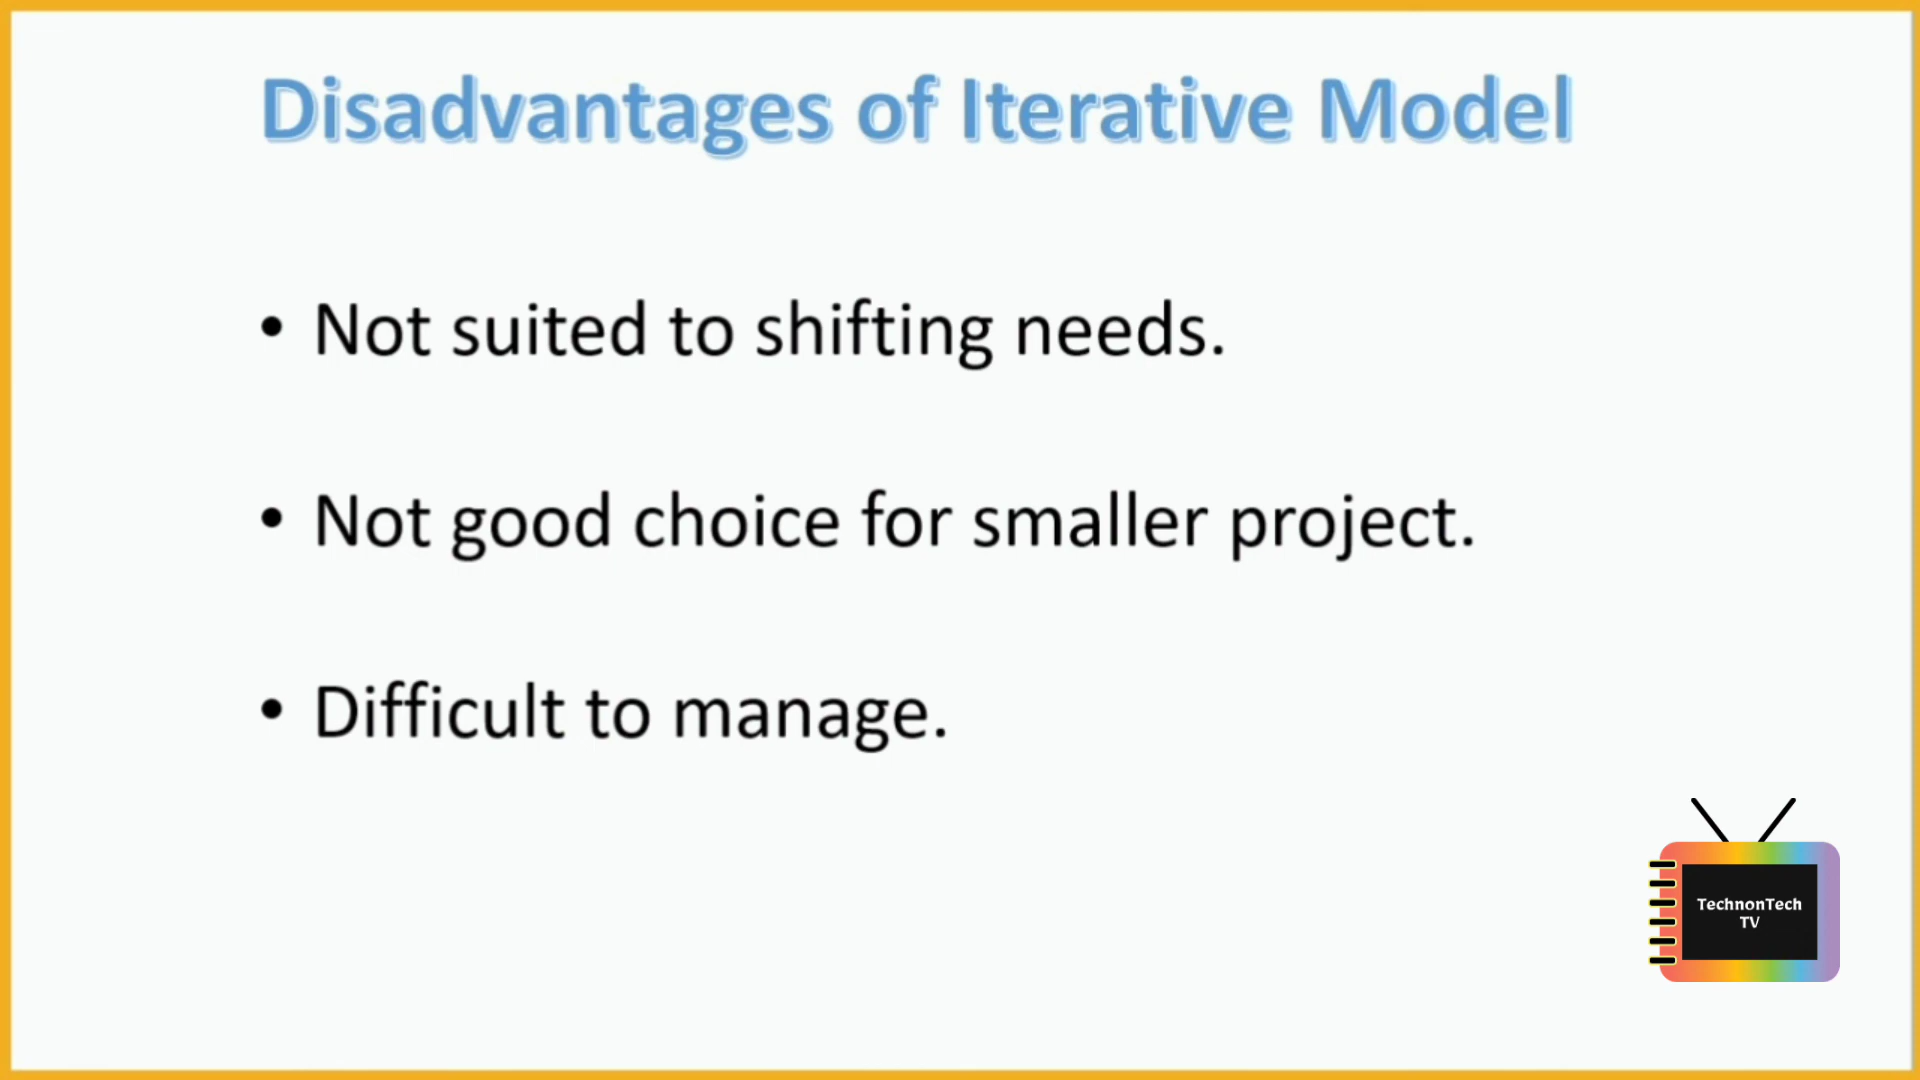 Disadvantages of Iterative Model
• Not suited to shifting needs.
• Not good choice for smaller project.
• Difficult to manage.
TechnonTech
TV